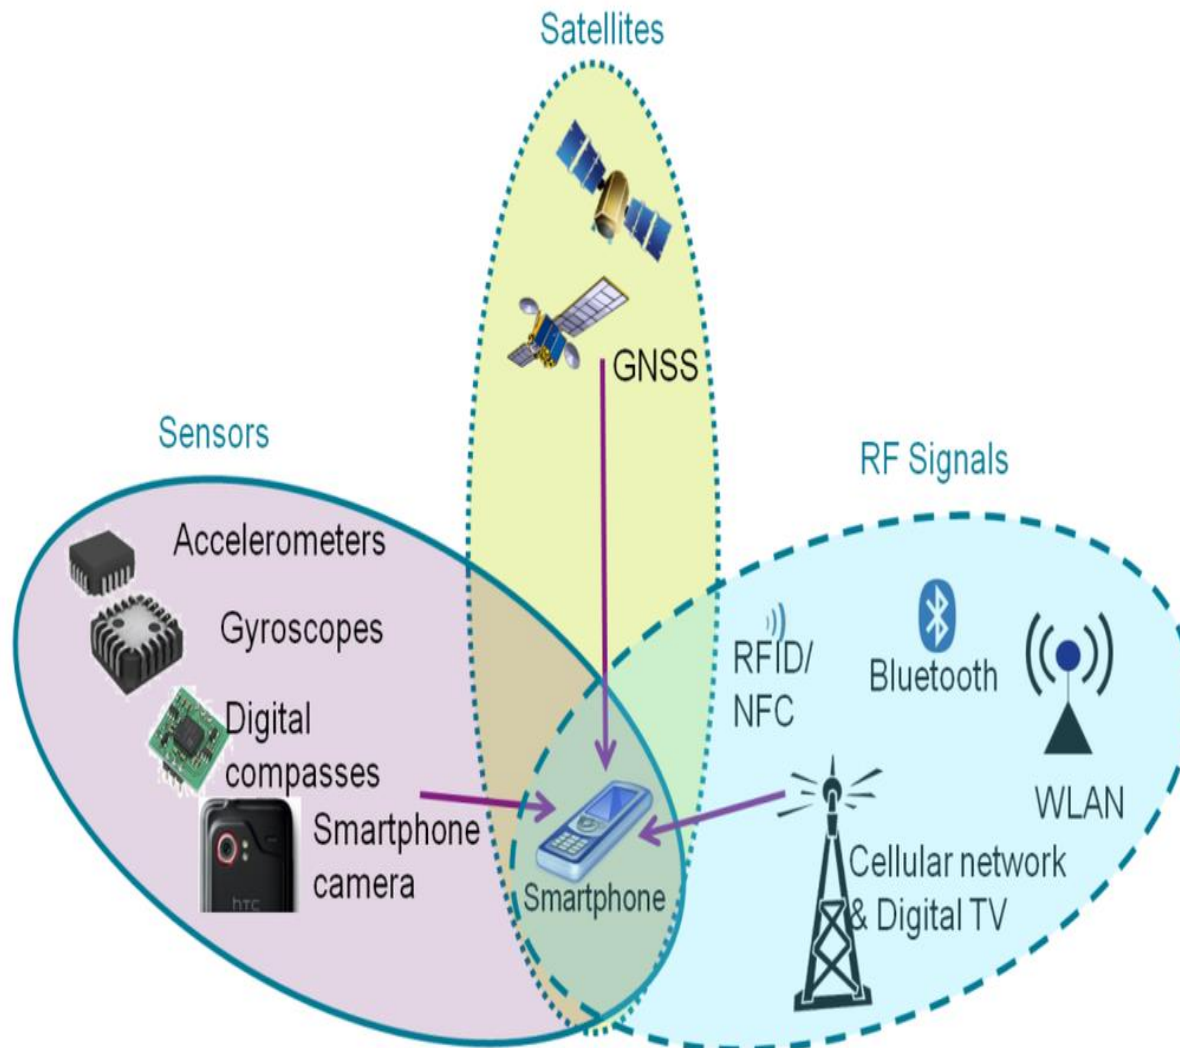 Satellites
GNSS
Sensors
Accelerometers
Gyroscopes
Digital
compasses
Smartphone
camera
hTC
Smartphone
RF Signals
RFID/
NFC
Bluetooth
WLAN
Cellular network
& Digital TV